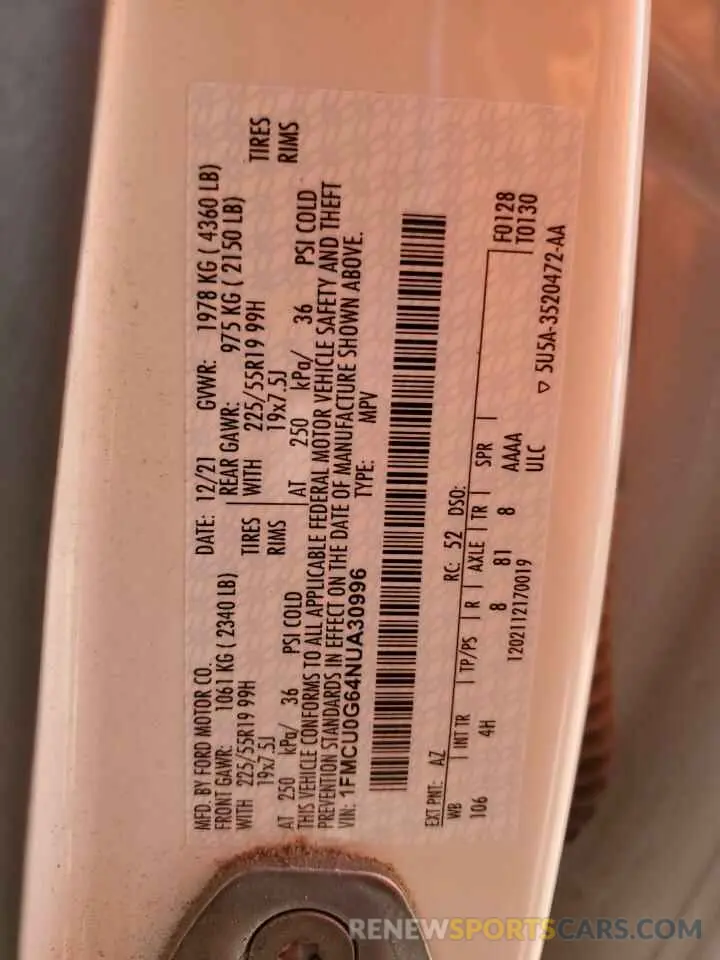 MFD. BY FORD MOTOR CO.
DATE: 12/21 GVWR: 1978 KG ( 4360 LB)
FRONT GAWR: 1061 KG ( 2340 LB)
REAR GAWR: 975 KG ( 2150 LB)
WITH 225/55R19 99H TIRES
WITH 225/55R19 99H TIRES
19x7.5J RIMS
19x7.5J RIMS
AT 250 kPa/ 36 PSI COLD
AT 250 kPa/ 36 PSI COLD
THIS VEHICLE CONFORMS TO ALL APPLICABLE FEDERAL MOTOR VEHICLE SAFETY AND THEFT
PREVENTION STANDARDS IN EFFECT ON THE DATE OF MANUFACTURE SHOWN ABOVE.
VIN: 1FMCU0G64NUA30996 TYPE: MPV
EXT PNT: AZ RC: 52 DSO:
WB INT TR TP/PS R AXLE TR SPR
106 4H 8 81 8 AAAA
1202112170019 ULC
F0128
T0130
5U5A-3520472-AA
RENEWSPORTSCARS.COM